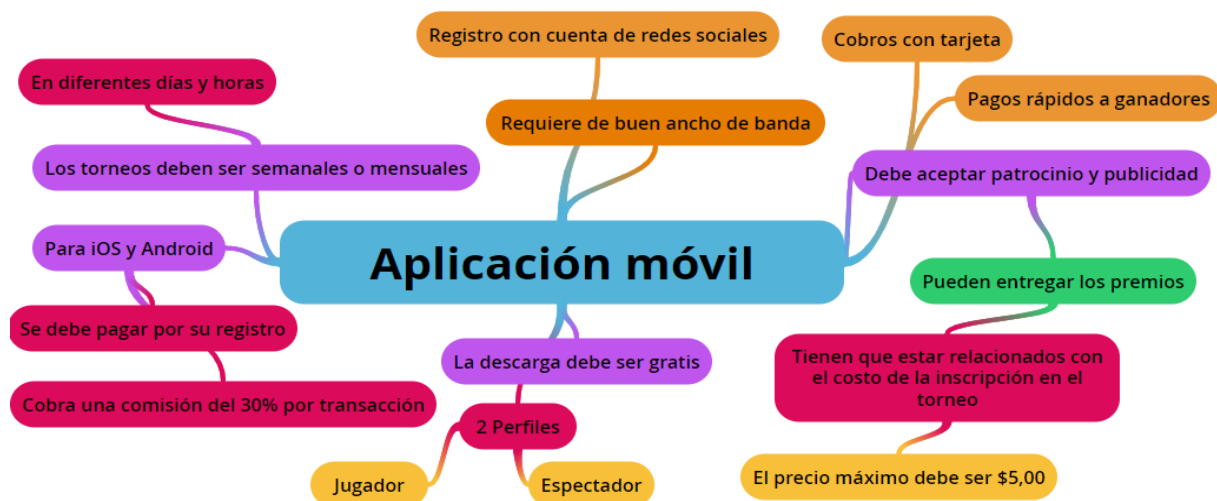 Registro con cuenta de redes sociales
Cobros con tarjeta
En diferentes días y horas
Pagos rápidos a ganadores
Requiere de buen ancho de banda
Los torneos deben ser semanales o mensuales
Debe aceptar patrocinio y publicidad
Para iOS y Android
Aplicación móvil
Pueden entregar los premios
Se debe pagar por su registro
La descarga debe ser gratis
Tienen que estar relacionados con
el costo de la inscripción en el
torneo
Cobra una comisión del 30% por transacción
2 Perfiles
Jugador
Espectador
El precio máximo debe ser $5,00